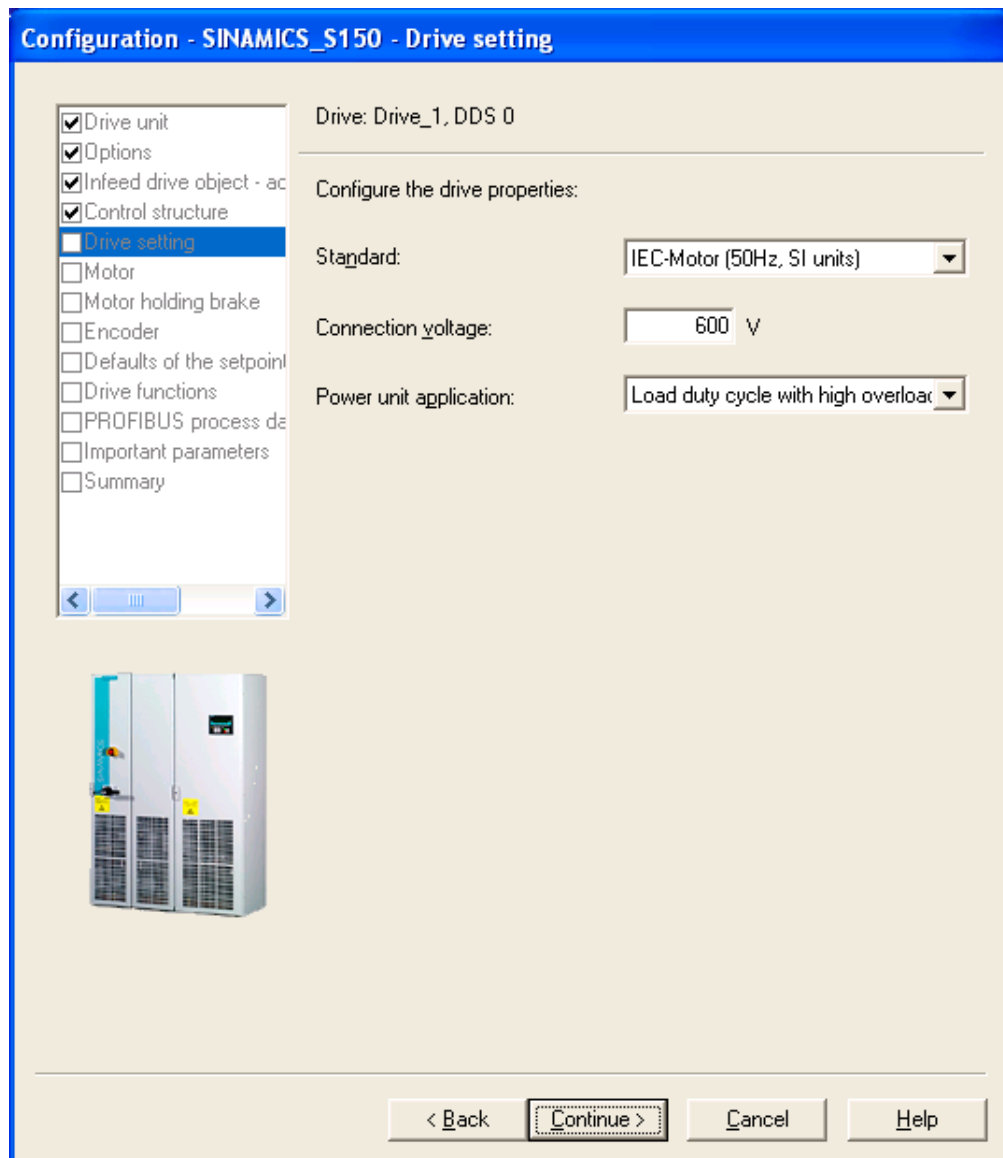 Configuration - SINAMICS_S150 - Drive setting
Drive unit
Options
Infeed drive object - ac
Control structure
Drive setting
Motor
Motor holding brake
Encoder
Defaults of the setpoint
Drive functions
PROFIBUS process da
Important parameters
Summary
Drive: Drive_1, DDS 0
Configure the drive properties:
Standard: IEC-Motor (50Hz, SI units)
Connection voltage: 600 V
Power unit application: Load duty cycle with high overload
SINAMICS
< Back Continue > Cancel Help